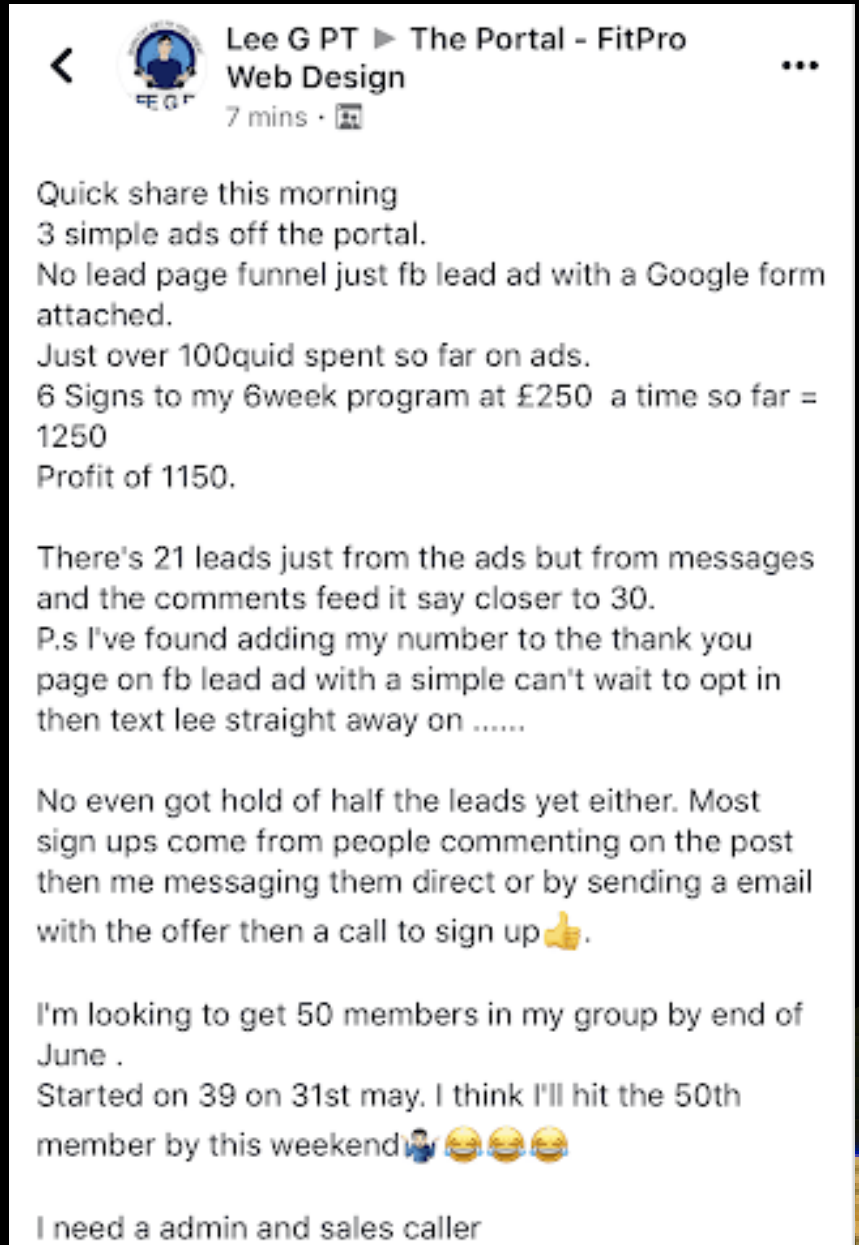 Lee G PT ▶ The Portal - FitPro
Web Design
7 mins ·
Quick share this morning
3 simple ads off the portal.
No lead page funnel just fb lead ad with a Google form
attached.
Just over 100quid spent so far on ads.
6 Signs to my 6week program at £250 a time so far =
1250
Profit of 1150.
There's 21 leads just from the ads but from messages
and the comments feed it say closer to 30.
P.s I've found adding my number to the thank you
page on fb lead ad with a simple can't wait to opt in
then text lee straight away on ......
No even got hold of half the leads yet either. Most
sign ups come from people commenting on the post
then me messaging them direct or by sending a email
with the offer then a call to sign up👍.
I'm looking to get 50 members in my group by end of
June .
Started on 39 on 31st may. I think I'll hit the 50th
member by this weekend🤷🏻‍♂️😂😂😂
I need a admin and sales caller